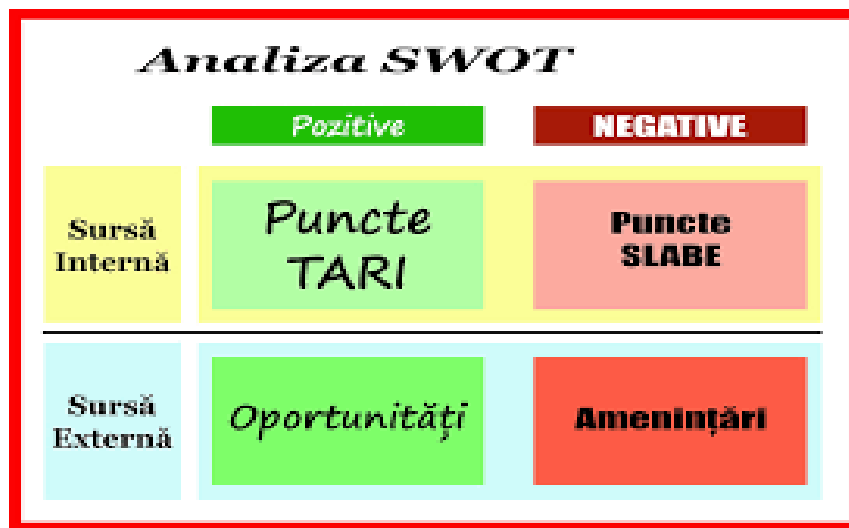 Analiza SWOT
Pozitive
NEGATIVE
Sursă
Internă
Puncte
TARI
Puncte
SLABE
Sursă
Externă
Oportunități
Amenințări